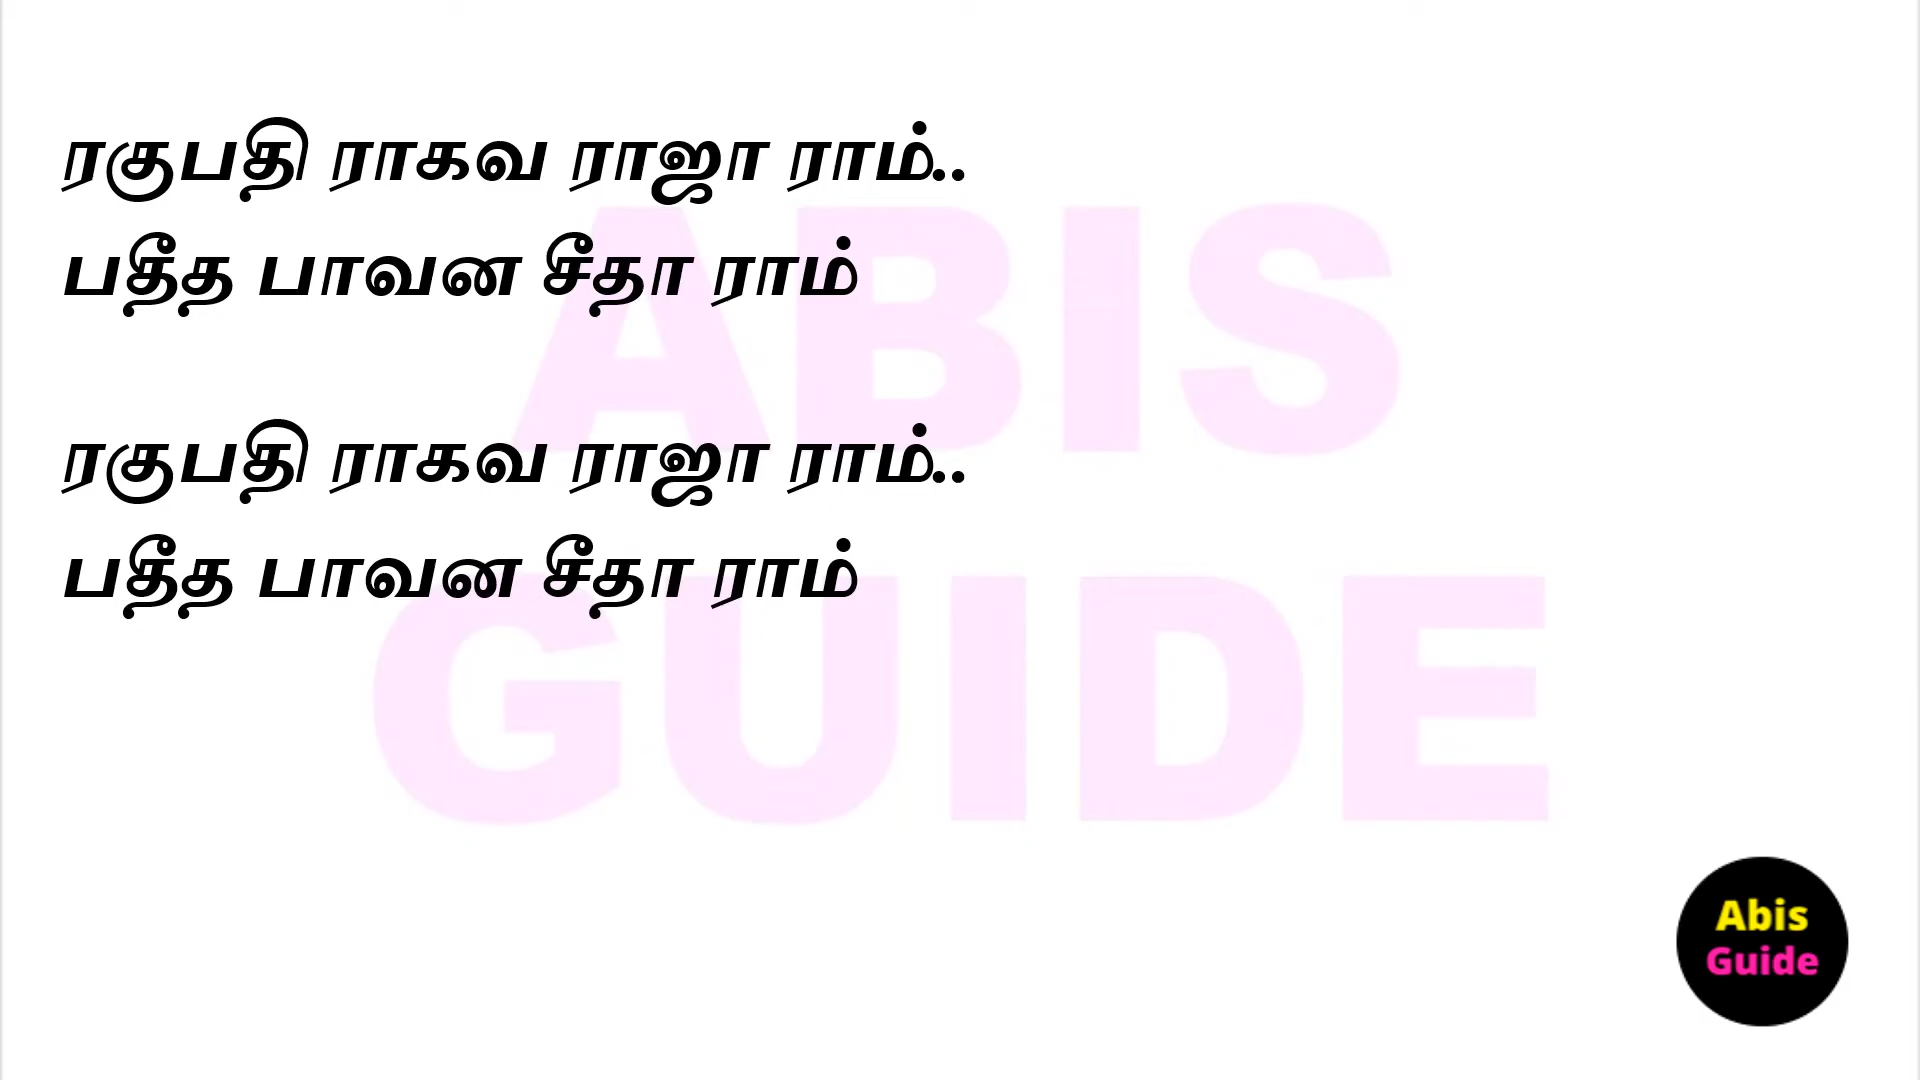 ரகுபதி ராகவ ராஜா ராம்..
பதீத பாவன சீதா ராம்
ரகுபதி ராகவ ராஜா ராம்..
பதீத பாவன சீதா ராம்
ABIS
GUIDE
Abis
Guide